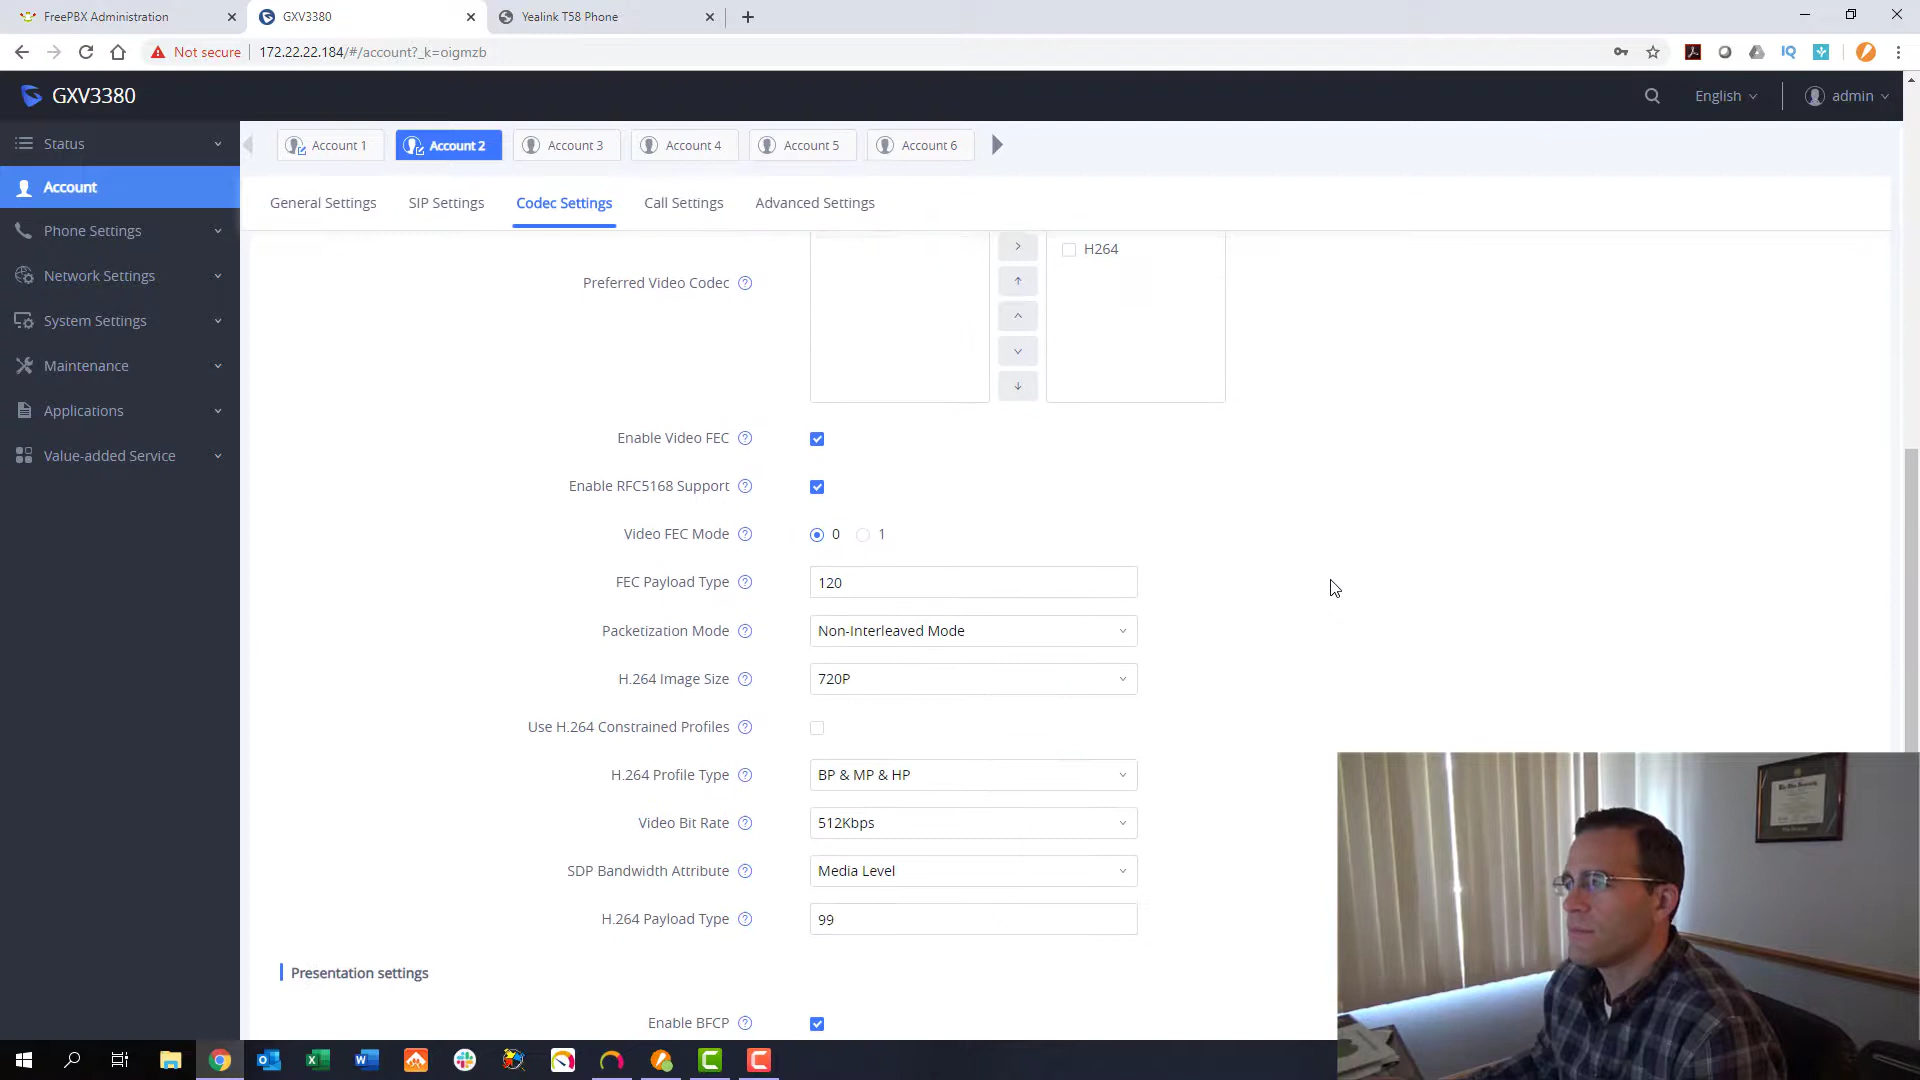 FreePBX Administration
GXV3380
Yealink T58 Phone
Not secure
172.22.22.184/#/account?_k=oigmzb
IQ
GXV3380
English
admin
Status
Account
Phone Settings
Network Settings
System Settings
Maintenance
Applications
Value-added Service
Account 1
Account 2
Account 3
Account 4
Account 5
Account 6
General Settings
SIP Settings
Codec Settings
Call Settings
Advanced Settings
H264
Preferred Video Codec
Enable Video FEC
Enable RFC5168 Support
Video FEC Mode
0
1
FEC Payload Type
120
Packetization Mode
Non-Interleaved Mode
H.264 Image Size
720P
Use H.264 Constrained Profiles
H.264 Profile Type
BP & MP & HP
Video Bit Rate
512Kbps
SDP Bandwidth Attribute
Media Level
H.264 Payload Type
99
Presentation settings
Enable BFCP